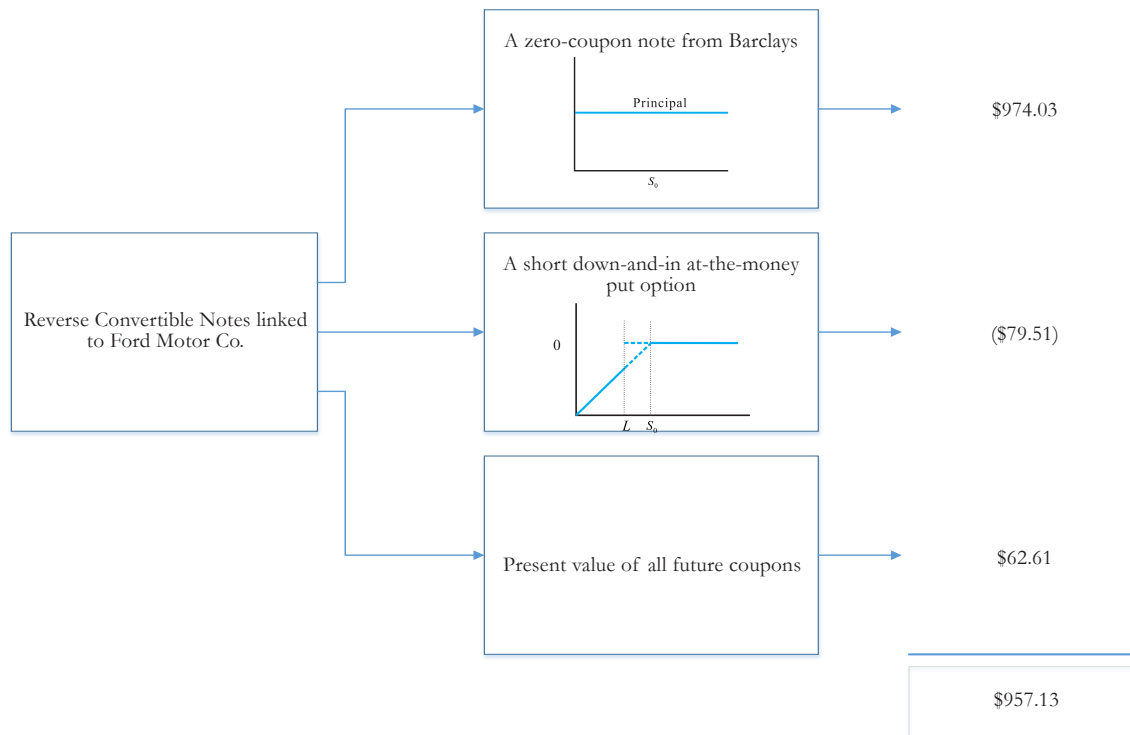 A zero-coupon note from Barclays
Principal
S₀
$974.03
Reverse Convertible Notes linked
to Ford Motor Co.
A short down-and-in at-the-money
put option
0
L
S₀
($79.51)
Present value of all future coupons
$62.61
$957.13